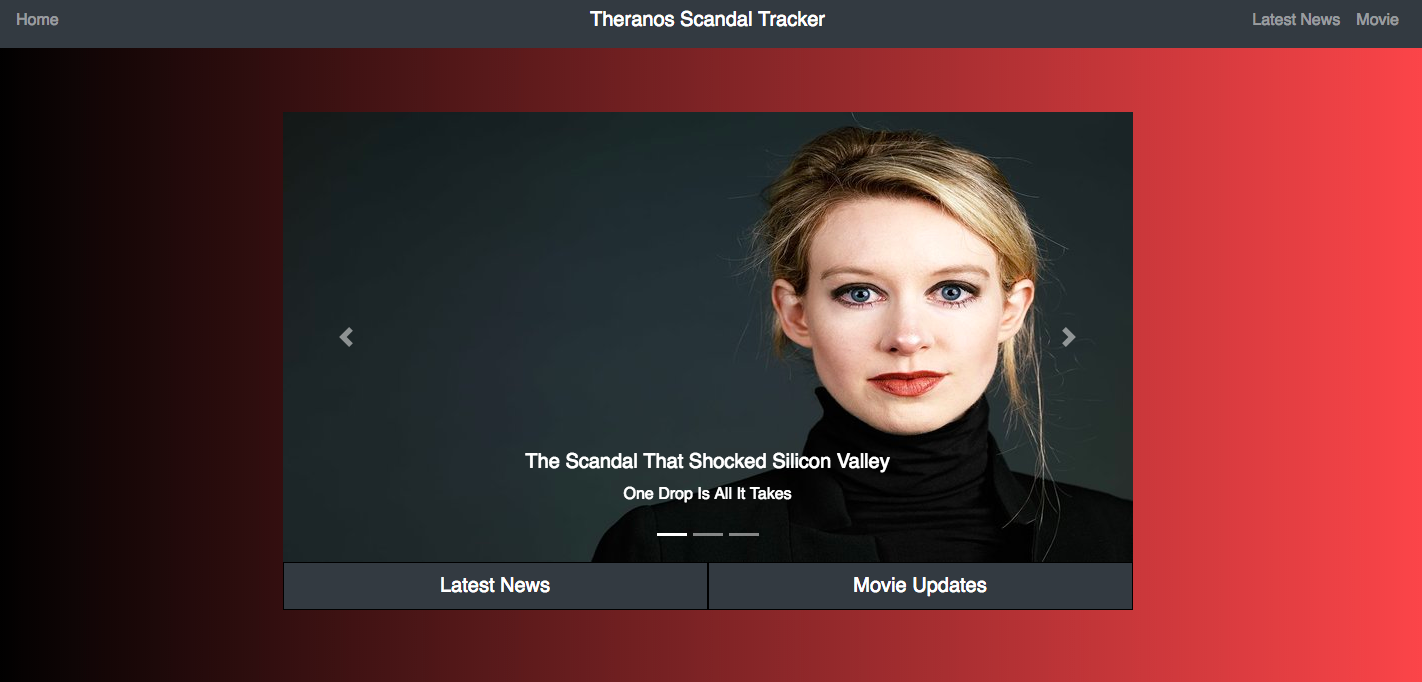 Home
Theranos Scandal Tracker
Latest News
Movie
The Scandal That Shocked Silicon Valley
One Drop Is All It Takes
Latest News
Movie Updates